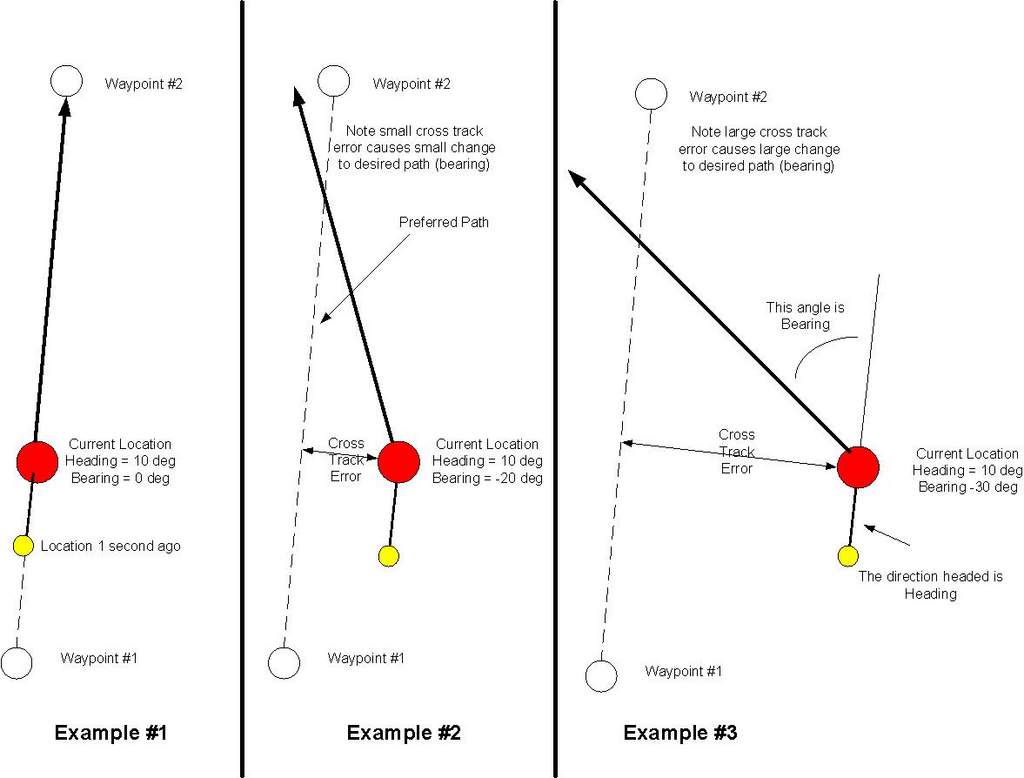 Waypoint #2
Current Location
Heading = 10 deg
Bearing = 0 deg
Location 1 second ago
Waypoint #1
Example #1
Waypoint #2
Note small cross track
error causes small change
to desired path (bearing)
Preferred Path
Cross
Track
Error
Current Location
Heading = 10 deg
Bearing = -20 deg
Waypoint #1
Example #2
Waypoint #2
Note large cross track
error causes large change
to desired path (bearing)
This angle is
Bearing
Cross
Track
Error
Current Location
Heading = 10 deg
Bearing -30 deg
The direction headed is
Heading
Waypoint #1
Example #3